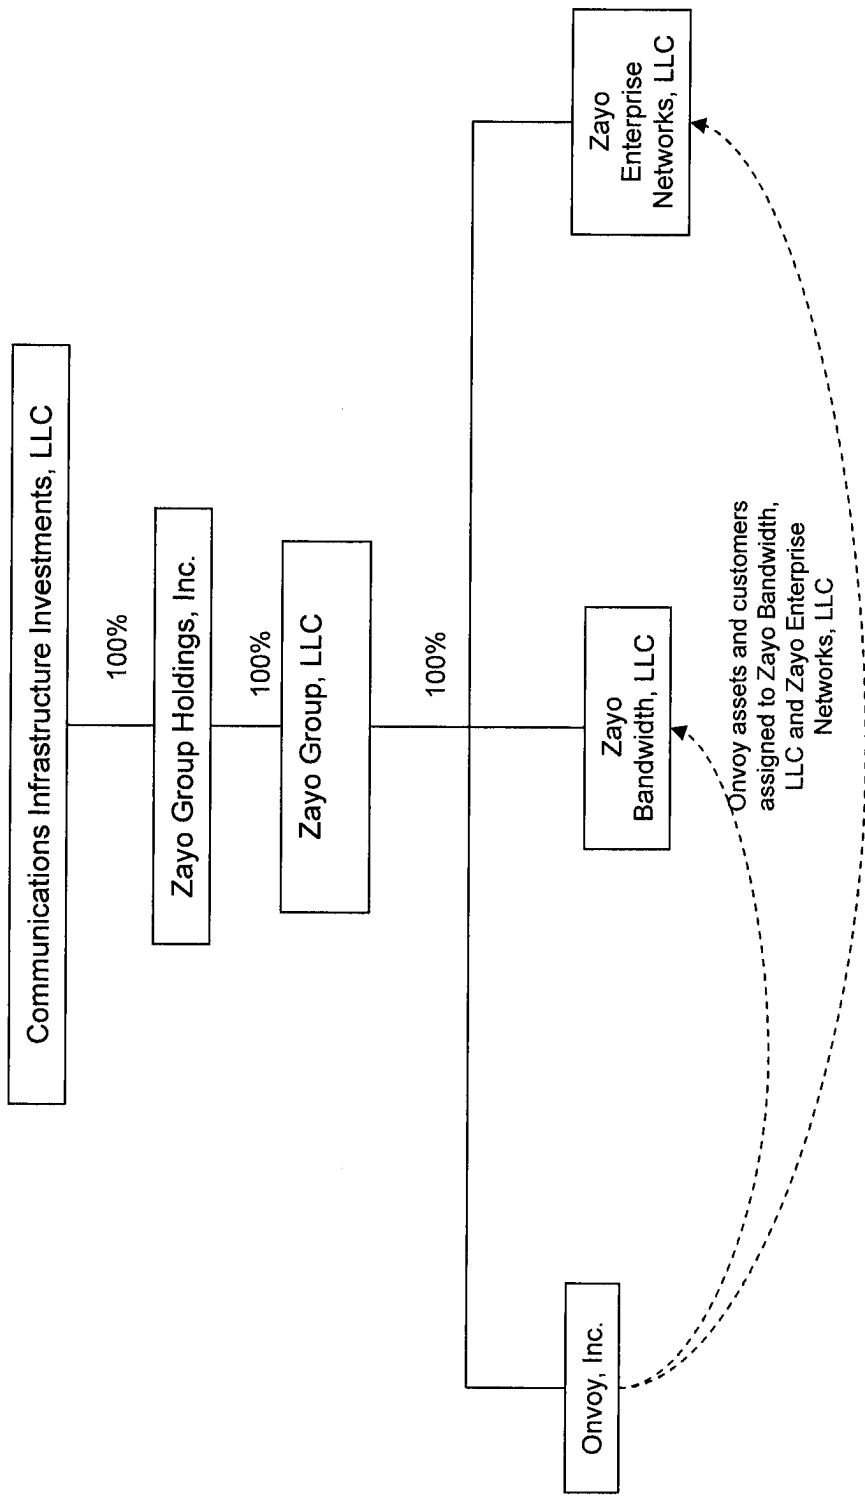 Communications Infrastructure Investments, LLC
100%
Zayo Group Holdings, Inc.
100%
Zayo Group, LLC
100%
Onvoy, Inc.
Zayo
Bandwidth, LLC
Zayo
Enterprise
Networks, LLC
Onvoy assets and customers
assigned to Zayo Bandwidth,
LLC and Zayo Enterprise
Networks, LLC